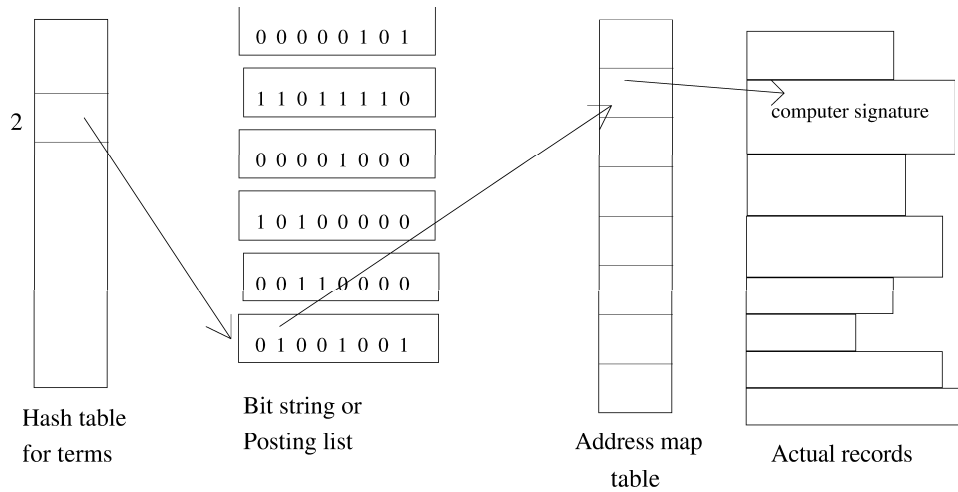 2
0 0 0 0 0 1 0 1
1 1 0 1 1 1 1 0
0 0 0 0 1 0 0 0
1 0 1 0 0 0 0 0
0 0 1 1 0 0 0 0
0 1 0 0 1 0 0 1
computer signature
Hash table
for terms
Bit string or
Posting list
Address map
table
Actual records